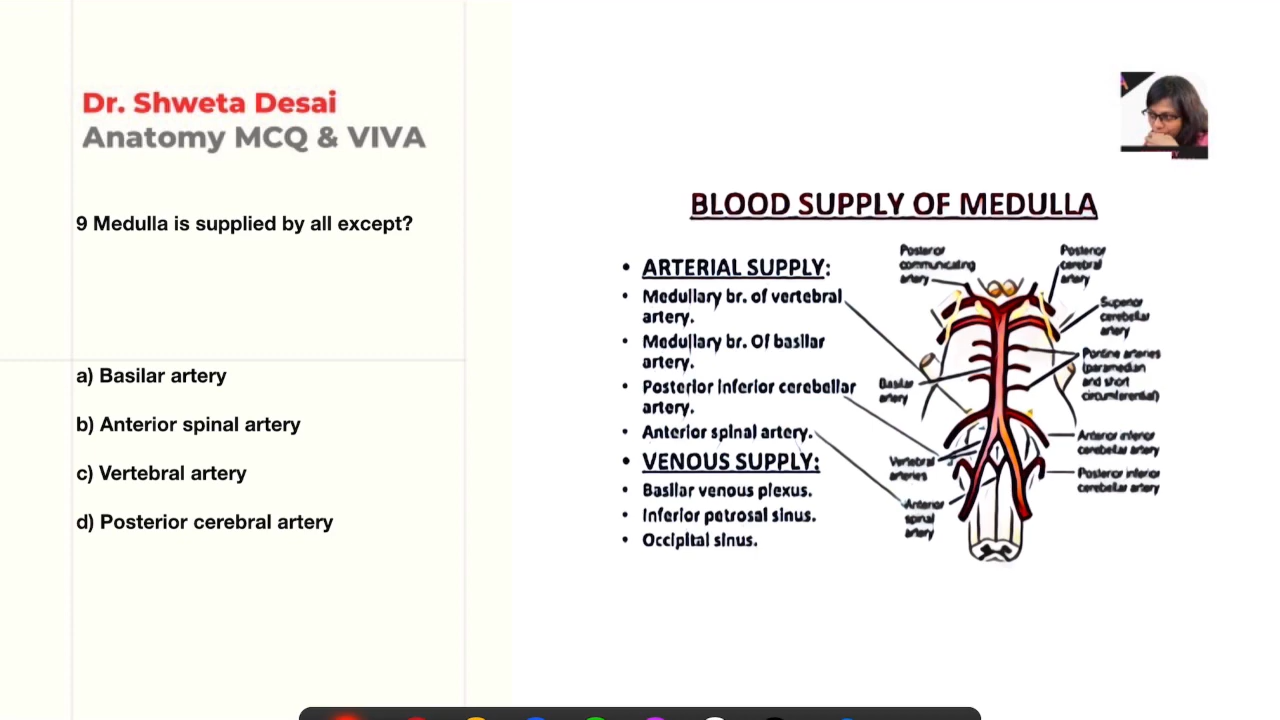 Dr. Shweta Desai
Anatomy MCQ & VIVA
9 Medulla is supplied by all except?
a) Basilar artery
b) Anterior spinal artery
c) Vertebral artery
d) Posterior cerebral artery
BLOOD SUPPLY OF MEDULLA
• ARTERIAL SUPPLY:
• Medullary br. of vertebral
artery.
• Medullary br. Of basilar
artery.
• Posterior inferior cerebellar
artery.
• Anterior spinal artery.
• VENOUS SUPPLY:
• Basilar venous plexus.
• Inferior petrosal sinus.
• Occipital sinus.
Posterior
communicating
artery
Posterior
cerebral
artery
Superior
cerebellar
artery
Pontine arteries
(paramedian
and short
circumferential)
Basilar
artery
Anterior inferior
cerebellar artery
Vertebral
arteries
Posterior inferior
cerebellar artery
Anterior
spinal
artery